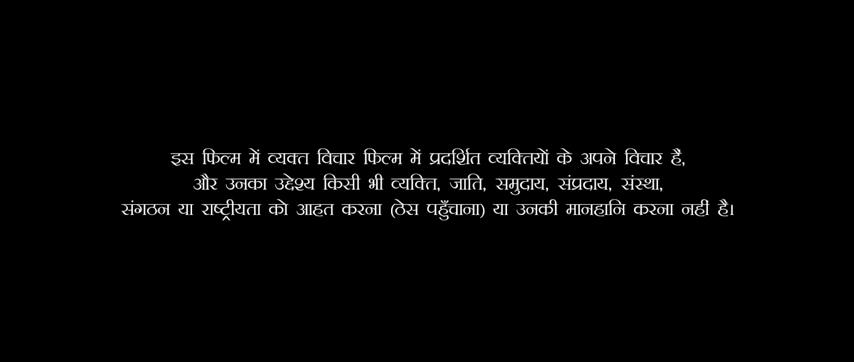 इस फिल्म में व्यक्त विचार फिल्म में प्रदर्शित व्यक्तियों के अपने विचार हैं,
और उनका उद्देश्य किसी भी व्यक्ति, जाति, समुदाय, संप्रदाय, संस्था,
संगठन या राष्ट्रीयता को आहत करना (ठेस पहुँचाना) या उनकी मानहानि करना नहीं है।